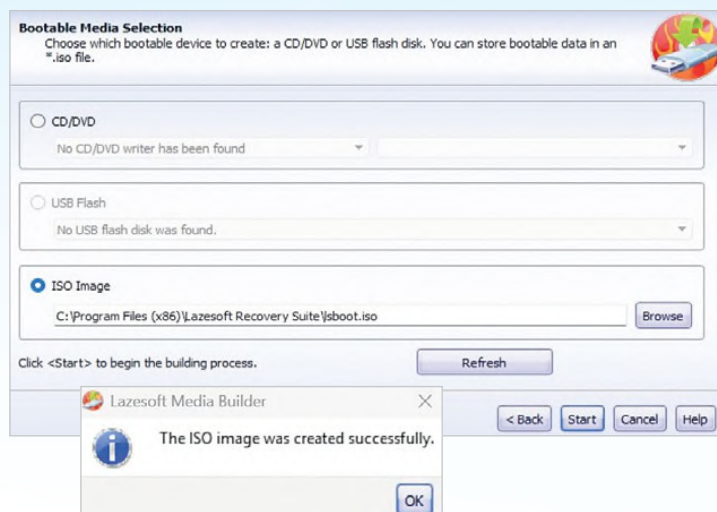 Bootable Media Selection
Choose which bootable device to create: a CD/DVD or USB flash disk. You can store bootable data in an
*.iso file.
CD/DVD
No CD/DVD writer has been found
USB Flash
No USB flash disk was found.
ISO Image
C:\Program Files (x86)\Lazesoft Recovery Suite\lsboot.iso
Browse
Click <Start> to begin the building process.
Refresh
< Back
Start
Cancel
Help
Lazesoft Media Builder
The ISO image was created successfully.
OK